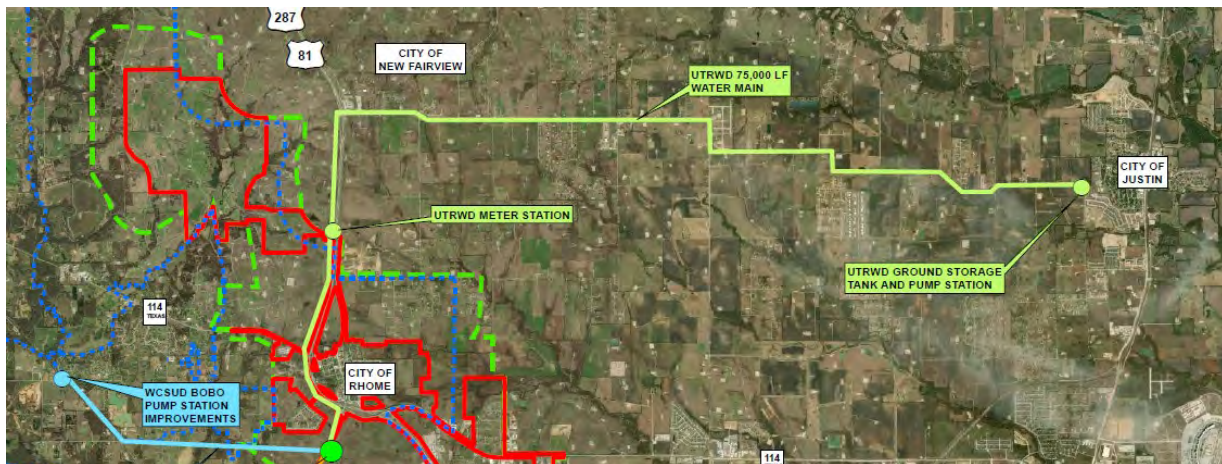 287
81
CITY OF
NEW FAIRVIEW
UTRWD 75,000 LF
WATER MAIN
CITY OF
JUSTIN
UTRWD METER STATION
UTRWD GROUND STORAGE
TANK AND PUMP STATION
114
TEXAS
CITY OF
RHOME
WCSUD BOBO
PUMP STATION
IMPROVEMENTS
114